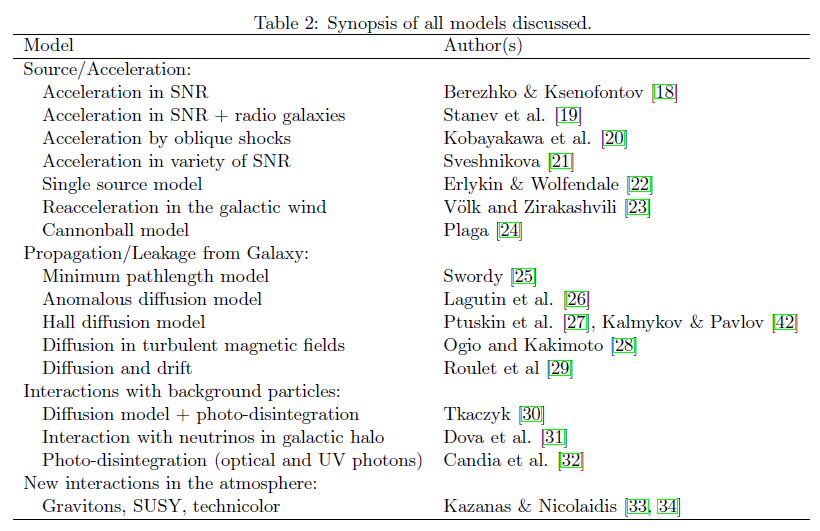 Table 2: Synopsis of all models discussed.
Model Author(s)
Source/Acceleration:
Acceleration in SNR Berezhko & Ksenofontov [18]
Acceleration in SNR + radio galaxies Stanev et al. [19]
Acceleration by oblique shocks Kobayakawa et al. [20]
Acceleration in variety of SNR Sveshnikova [21]
Single source model Erlykin & Wolfendale [22]
Reacceleration in the galactic wind Völk and Zirakashvili [23]
Cannonball model Plaga [24]
Propagation/Leakage from Galaxy:
Minimum pathlength model Swordy [25]
Anomalous diffusion model Lagutin et al. [26]
Hall diffusion model Ptuskin et al. [27], Kalmykov & Pavlov [42]
Diffusion in turbulent magnetic fields Ogio and Kakimoto [28]
Diffusion and drift Roulet et al [29]
Interactions with background particles:
Diffusion model + photo-disintegration Tkaczyk [30]
Interaction with neutrinos in galactic halo Dova et al. [31]
Photo-disintegration (optical and UV photons) Candia et al. [32]
New interactions in the atmosphere:
Gravitons, SUSY, technicolor Kazanas & Nicolaidis [33, 34]